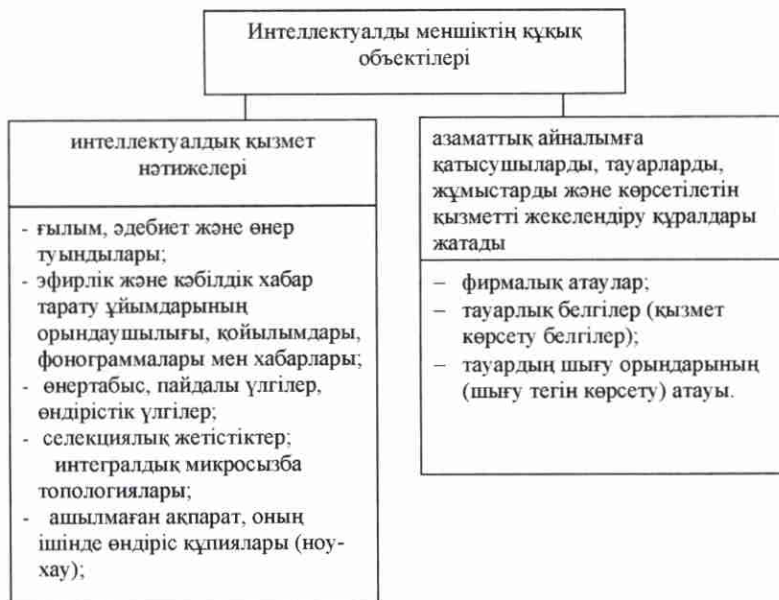 Интеллектуалды меншіктің құқық
объектілері
интеллектуалдық қызмет
нәтижелері
- ғылым, әдебиет және өнер
туындылары;
- эфирлік және кәбілдік хабар
тарату ұйымдарының
орындаушылығы, қойылымдары,
фонограммалары мен хабарлары;
- өнертабыс, пайдалы үлгілер,
өндірістік үлгілер;
- селекциялық жетістіктер;
интегралдық микросызба
топологиялары;
- ашылмаған ақпарат, оның
ішінде өндіріс құпиялары (ноу-
хау);
азаматтық айналымға
қатысушыларды, тауарларды,
жұмыстарды және көрсетілетін
қызметті жекелендіру құралдары
жатады
– фирмалық атаулар;
– тауарлық белгілер (қызмет
көрсету белгілер);
– тауардың шығу орындарының
(шығу тегін көрсету) атауы.